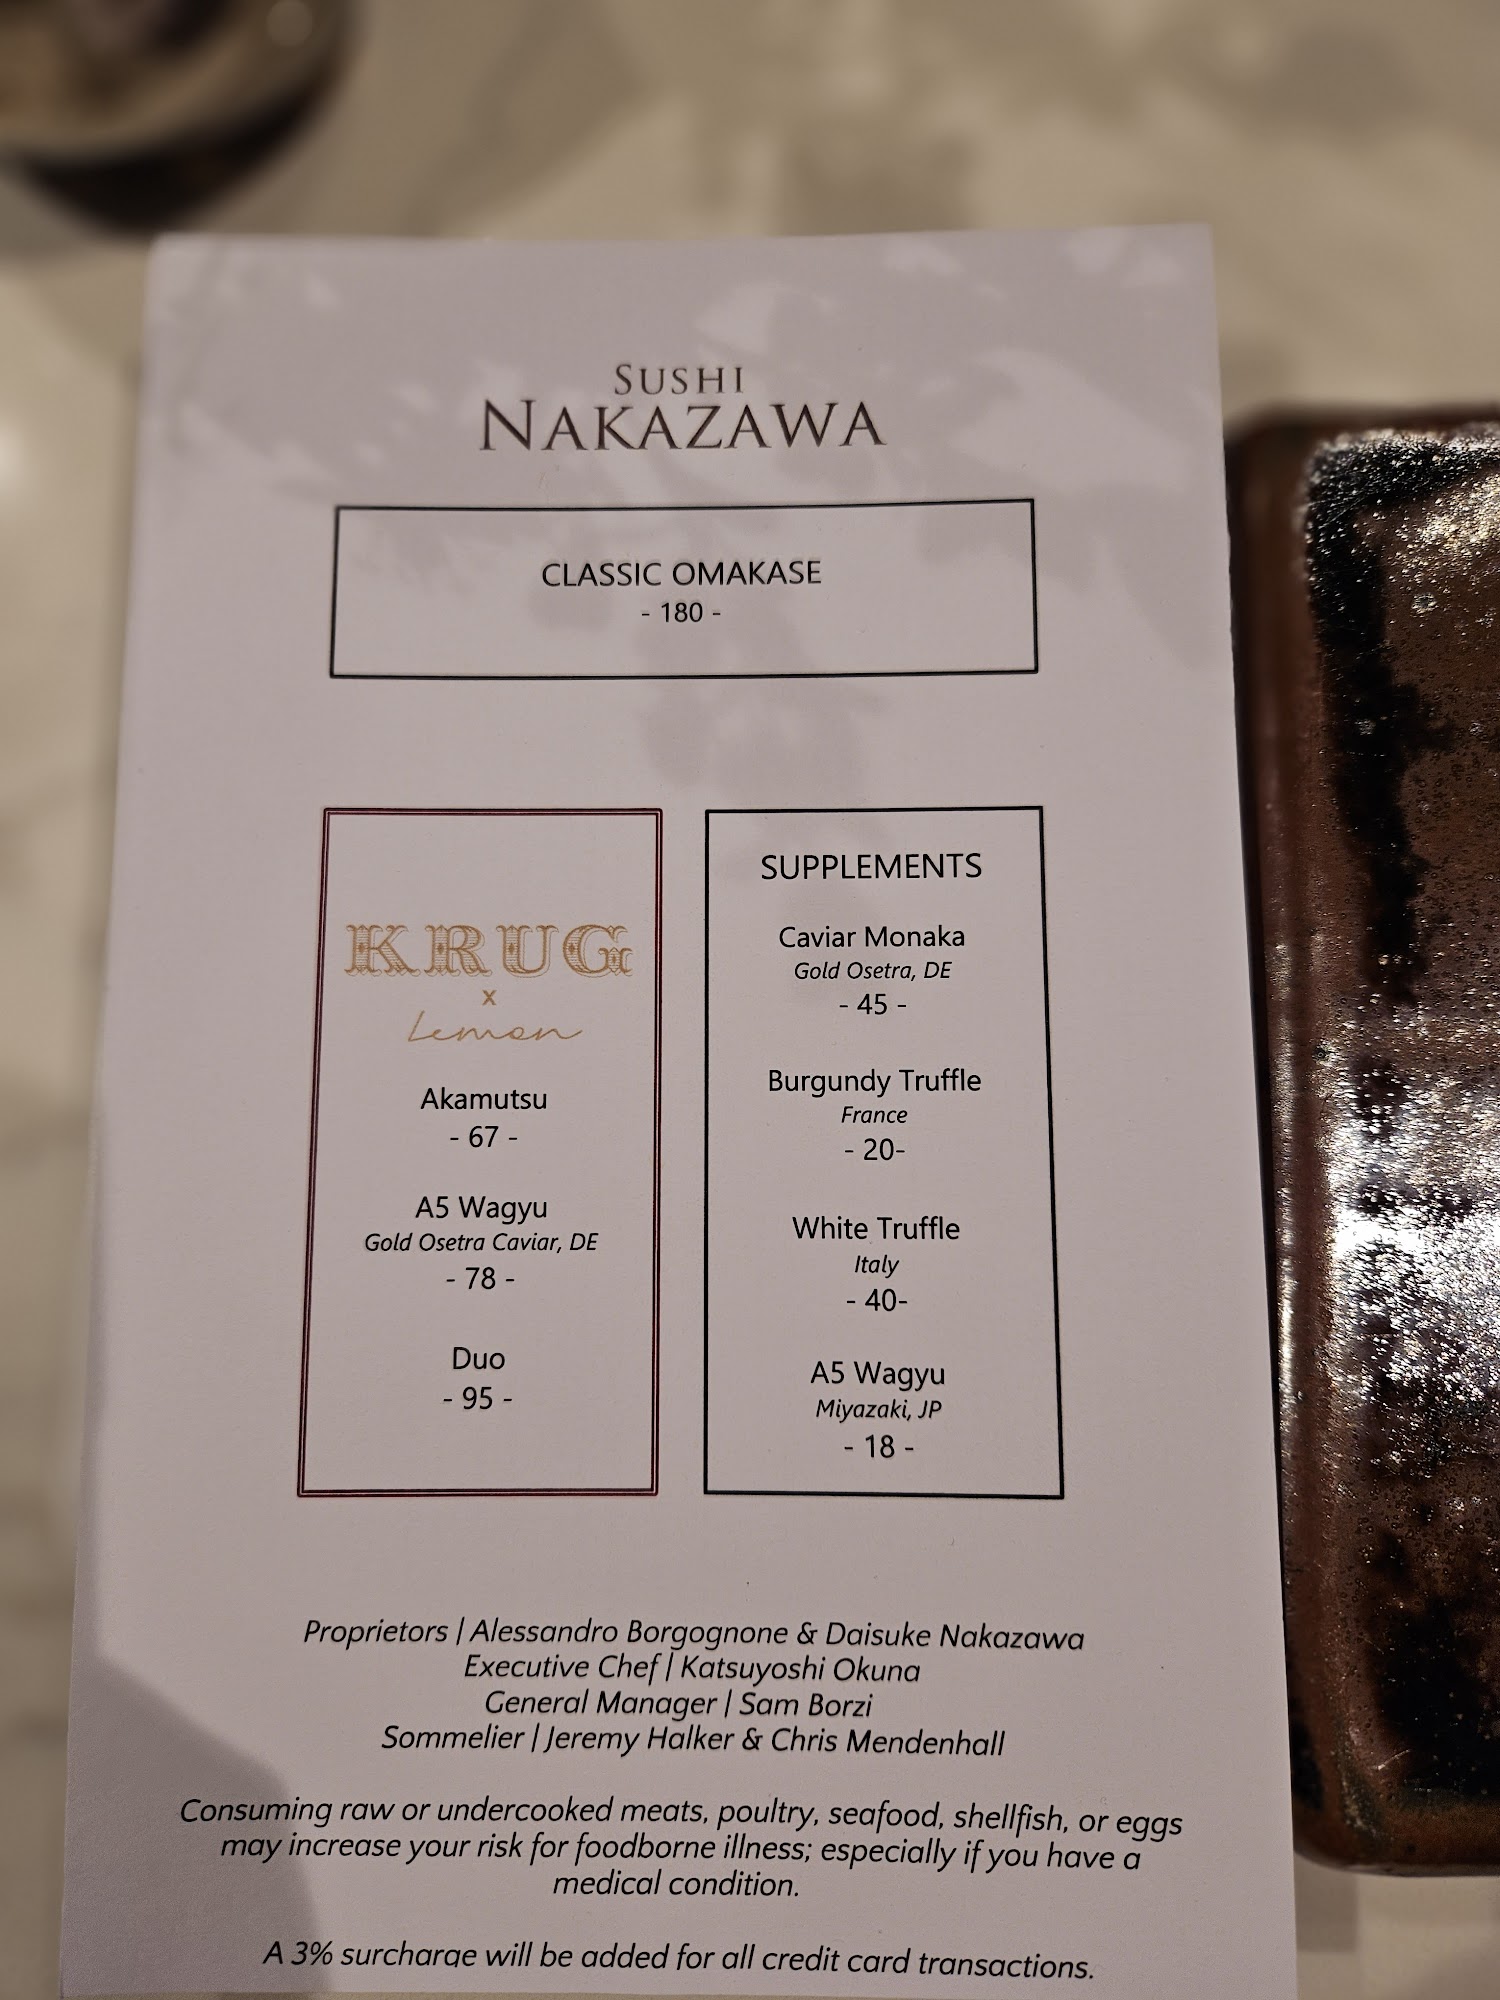 SUSHI
NAKAZAWA
CLASSIC OMAKASE
- 180 -
KRUG
x
Lemon
Akamutsu
- 67 -
A5 Wagyu
Gold Osetra Caviar, DE
- 78 -
Duo
- 95 -
SUPPLEMENTS
Caviar Monaka
Gold Osetra, DE
- 45 -
Burgundy Truffle
France
- 20-
White Truffle
Italy
- 40-
A5 Wagyu
Miyazaki, JP
- 18 -
Proprietors | Alessandro Borgognone & Daisuke Nakazawa
Executive Chef | Katsuyoshi Okuna
General Manager | Sam Borzi
Sommelier | Jeremy Halker & Chris Mendenhall
Consuming raw or undercooked meats, poultry, seafood, shellfish, or eggs
may increase your risk for foodborne illness; especially if you have a
medical condition.
A 3% surcharge will be added for all credit card transactions.